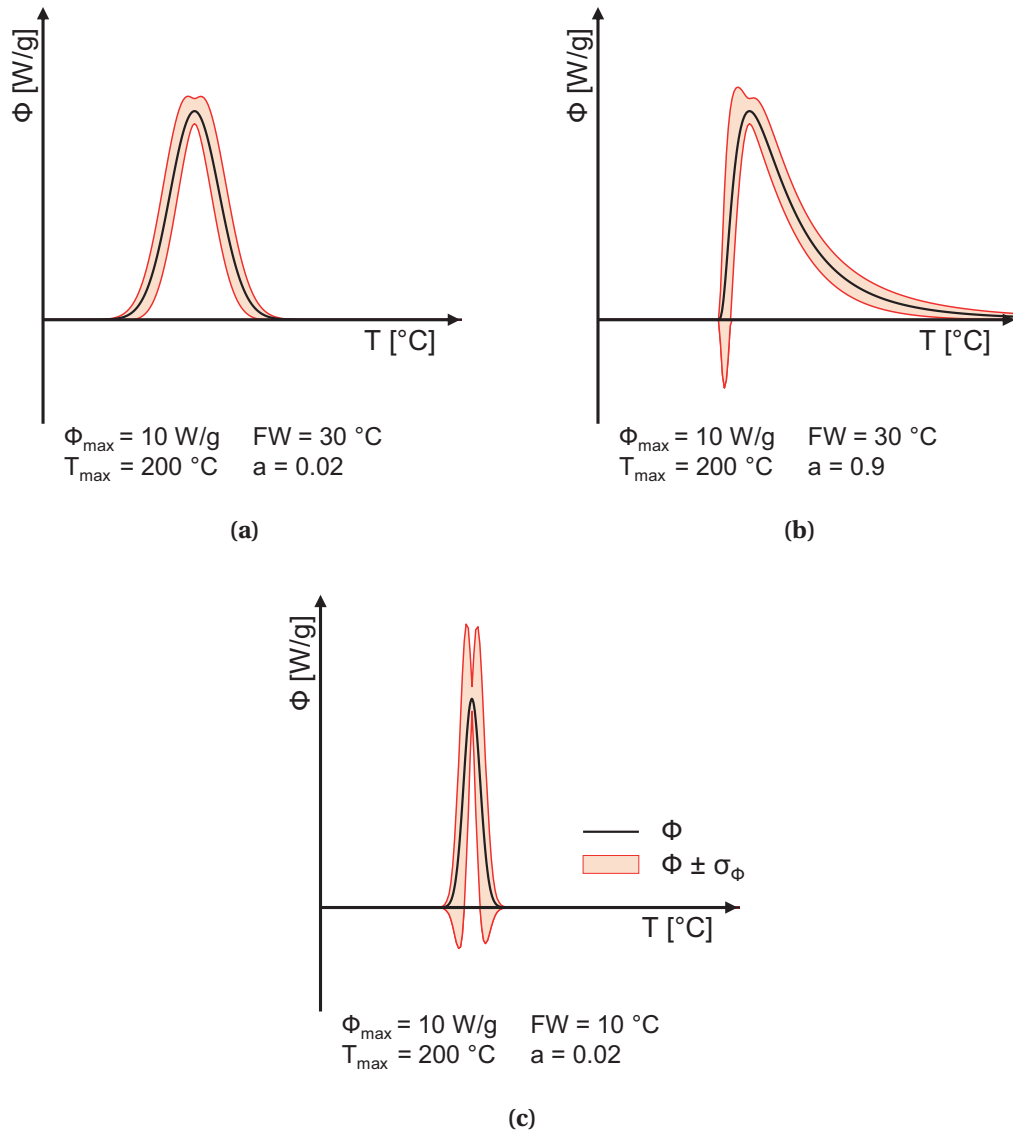 Φ [W/g]
T [°C]
Φmax = 10 W/g FW = 30 °C
Tmax = 200 °C a = 0.02
(a)
Φ [W/g]
T [°C]
Φmax = 10 W/g FW = 30 °C
Tmax = 200 °C a = 0.9
(b)
Φ [W/g]
Φ
Φ ± σΦ
T [°C]
Φmax = 10 W/g FW = 10 °C
Tmax = 200 °C a = 0.02
(c)